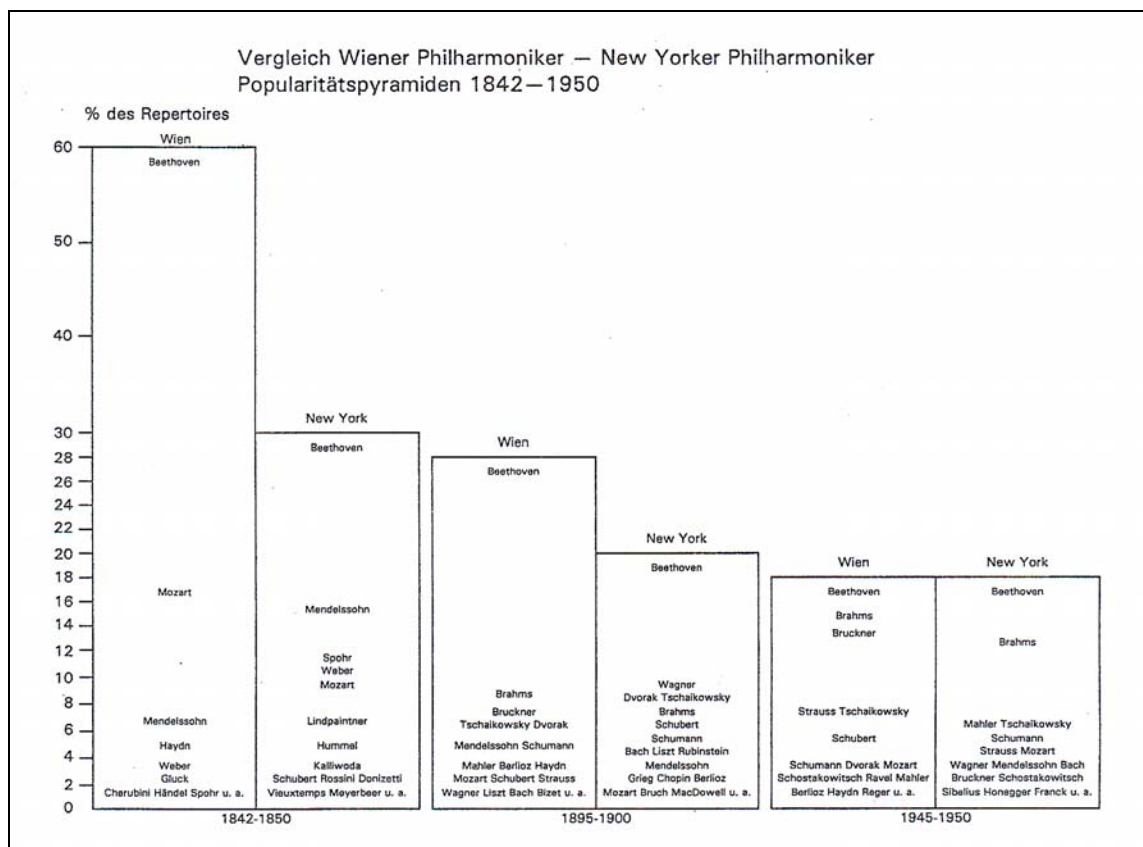 Vergleich Wiener Philharmoniker — New Yorker Philharmoniker
Popularitätspyramiden 1842—1950
% des Repertoires
60
50
40
30
28
26
24
22
20
18
16
14
12
10
8
6
4
2
0
Wien
Beethoven
Mozart
Mendelssohn
Haydn
Weber
Gluck
Cherubini Händel Spohr u. a.
New York
Beethoven
Mendelssohn
Spohr
Weber
Mozart
Lindpaintner
Hummel
Kalliwoda
Schubert Rossini Donizetti
Vieuxtemps Meyerbeer u. a.
1842-1850
Wien
Beethoven
Brahms
Bruckner
Tschaikowsky Dvorak
Mendelssohn Schumann
Mahler Berlioz Haydn
Mozart Schubert Strauss
Wagner Liszt Bach Bizet u. a.
New York
Beethoven
Wagner
Dvorak Tschaikowsky
Brahms
Schubert
Schumann
Bach Liszt Rubinstein
Mendelssohn
Grieg Chopin Berlioz
Mozart Bruch MacDowell u. a.
1895-1900
Wien
Beethoven
Brahms
Bruckner
Strauss Tschaikowsky
Schubert
Schumann Dvorak Mozart
Schostakowitsch Ravel Mahler
Berlioz Haydn Reger u. a.
New York
Beethoven
Brahms
Mahler Tschaikowsky
Schumann
Strauss Mozart
Wagner Mendelssohn Bach
Bruckner Schostakowitsch
Sibelius Honegger Franck u. a.
1945-1950